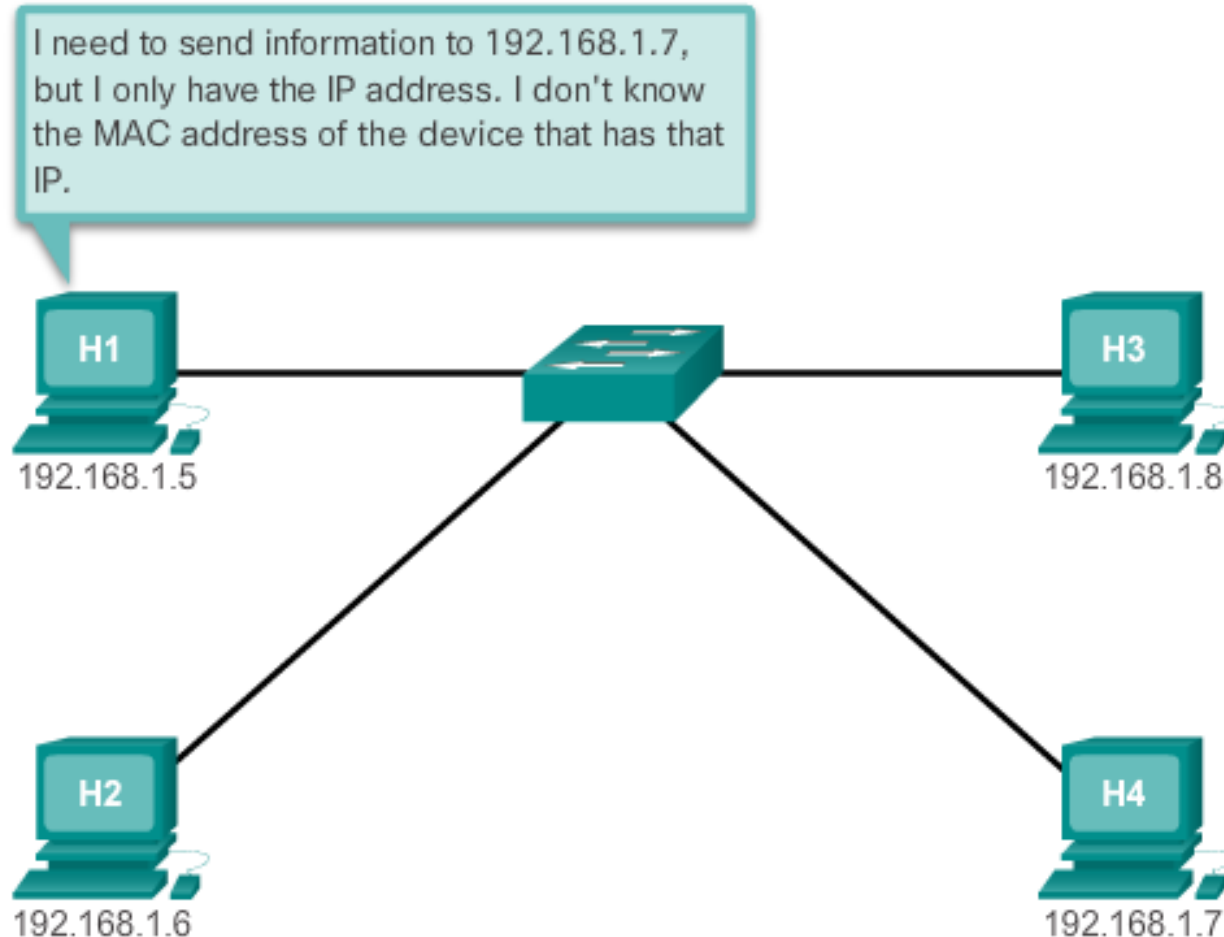 I need to send information to 192.168.1.7,
but I only have the IP address. I don't know
the MAC address of the device that has that
IP.
H1
H3
192.168.1.5
192.168.1.8
H2
H4
192.168.1.6
192.168.1.7